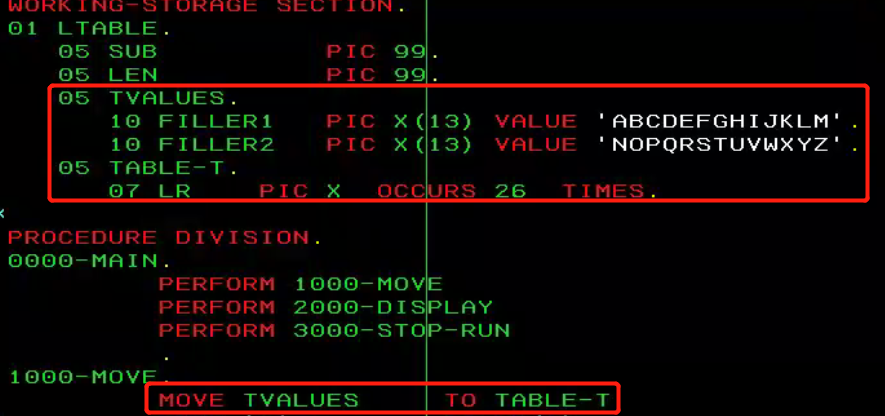 WORKING-STORAGE SECTION.
01 LTABLE.
05 SUB PIC 99.
05 LEN PIC 99.
05 TVALUES.
10 FILLER1 PIC X(13) VALUE 'ABCDEFGHIJKLM'.
10 FILLER2 PIC X(13) VALUE 'NOPQRSTUVWXYZ'.
05 TABLE-T.
07 LR PIC X OCCURS 26 TIMES.
PROCEDURE DIVISION.
0000-MAIN.
PERFORM 1000-MOVE
PERFORM 2000-DISPLAY
PERFORM 3000-STOP-RUN
.
1000-MOVE.
MOVE TVALUES TO TABLE-T